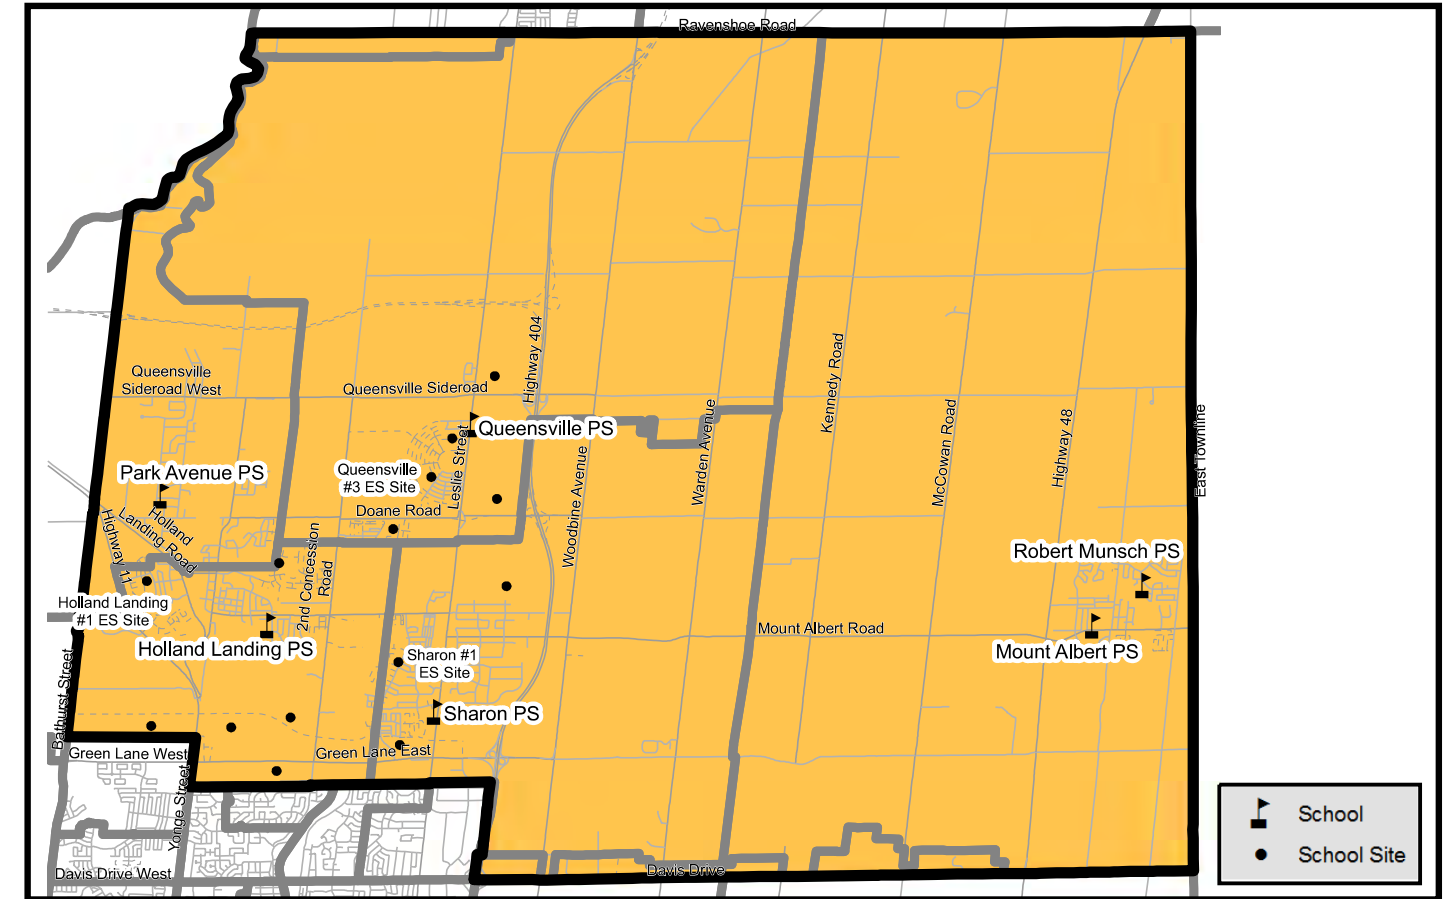 Ravenshoe Road
Highway 404
Queensville
Sideroad West
Queensville Sideroad
Kennedy Road
Queensville PS
Leslie Street
Warden Avenue
McCowan Road
Highway 48
East Townline
Park Avenue PS
Queensville
#3 ES Site
Woodbine Avenue
Doane Road
Highway 11
Holland
Landing Road
2nd Concession
Road
Robert Munsch PS
Holland Landing
#1 ES Site
Mount Albert Road
Holland Landing PS
Mount Albert PS
Sharon #1
ES Site
Bathurst Street
Sharon PS
Green Lane West
Green Lane East
Yonge Street
Davis Drive West
Davis Drive
School
School Site